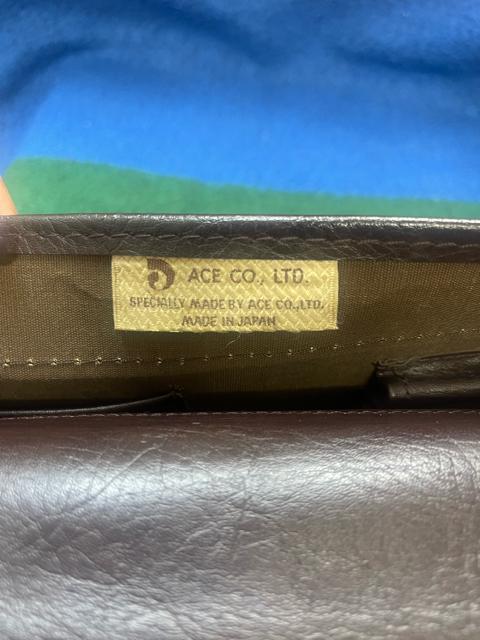 ACE CO., LTD.
SPECIALLY MADE BY ACE CO.,LTD.
MADE IN JAPAN